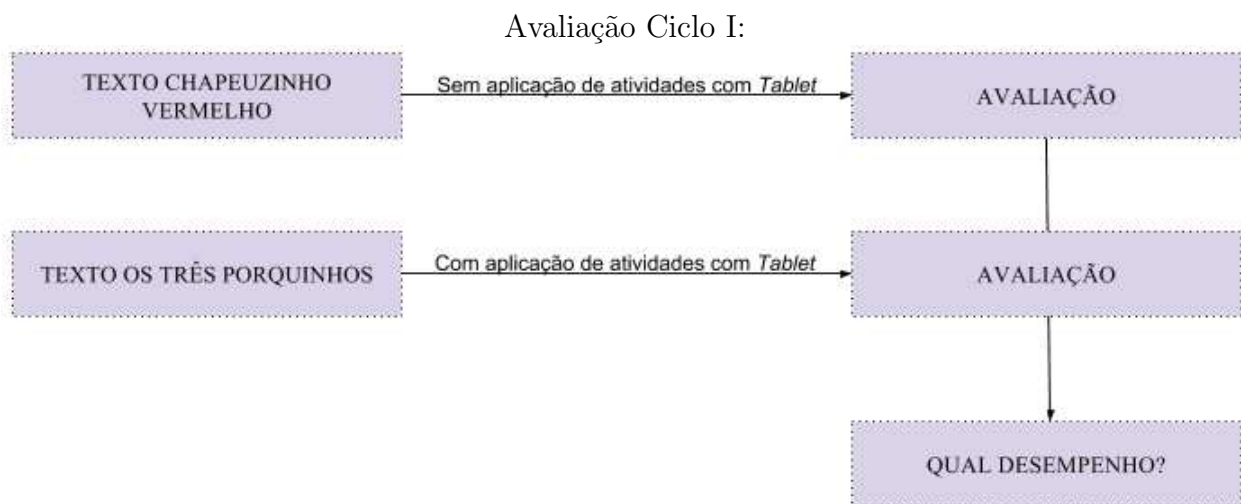 Avaliação Ciclo I:
TEXTO CHAPEUZINHO
VERMELHO
Sem aplicação de atividades com Tablet
AVALIAÇÃO
TEXTO OS TRÊS PORQUINHOS
Com aplicação de atividades com Tablet
AVALIAÇÃO
QUAL DESEMPENHO?